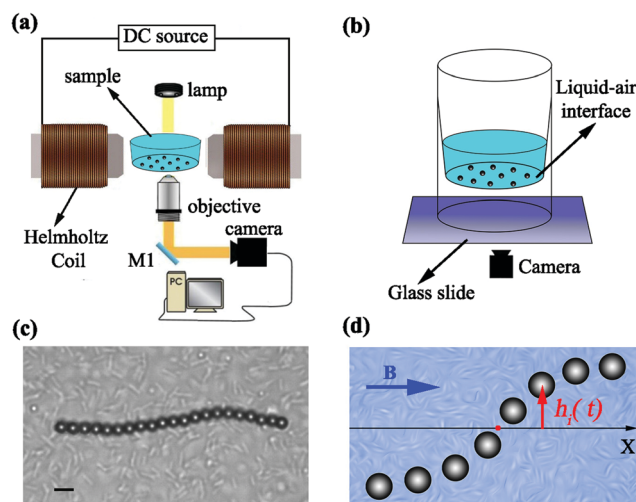 (a)
DC source
sample
lamp
objective
camera
Helmholtz
Coil
M1
PC
(b)
Liquid-air
interface
Camera
Glass slide
(c)
(d)
B
h_i(t)
X